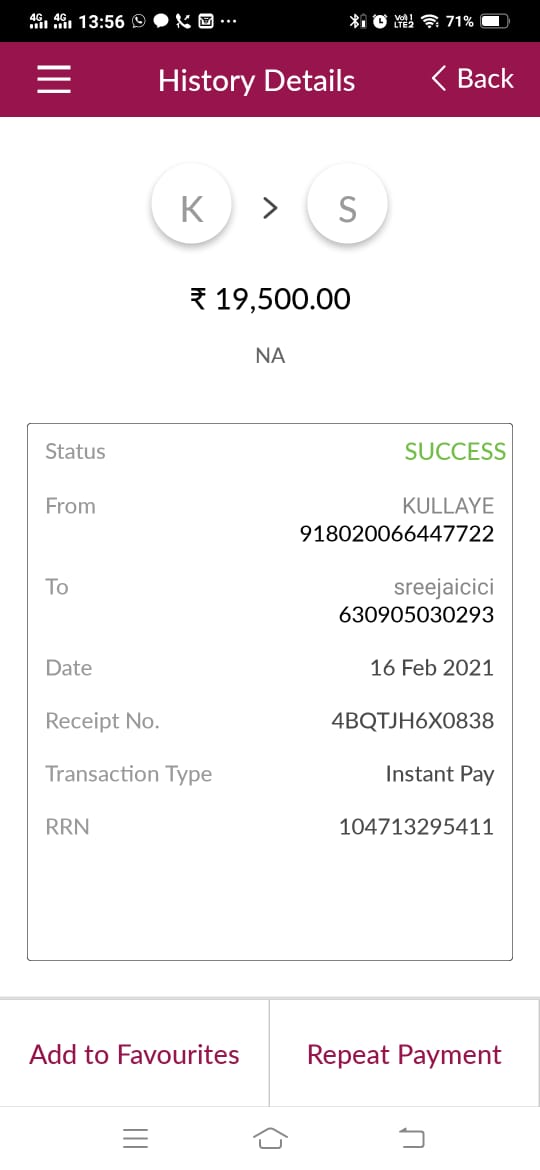 4G 4G 13:56 ... 71%
History Details
Back
K > S
₹ 19,500.00
NA
Status SUCCESS
From KULLAYE
918020066447722
To sreejaicici
630905030293
Date 16 Feb 2021
Receipt No. 4BQTJH6X0838
Transaction Type Instant Pay
RRN 104713295411
Add to Favourites Repeat Payment